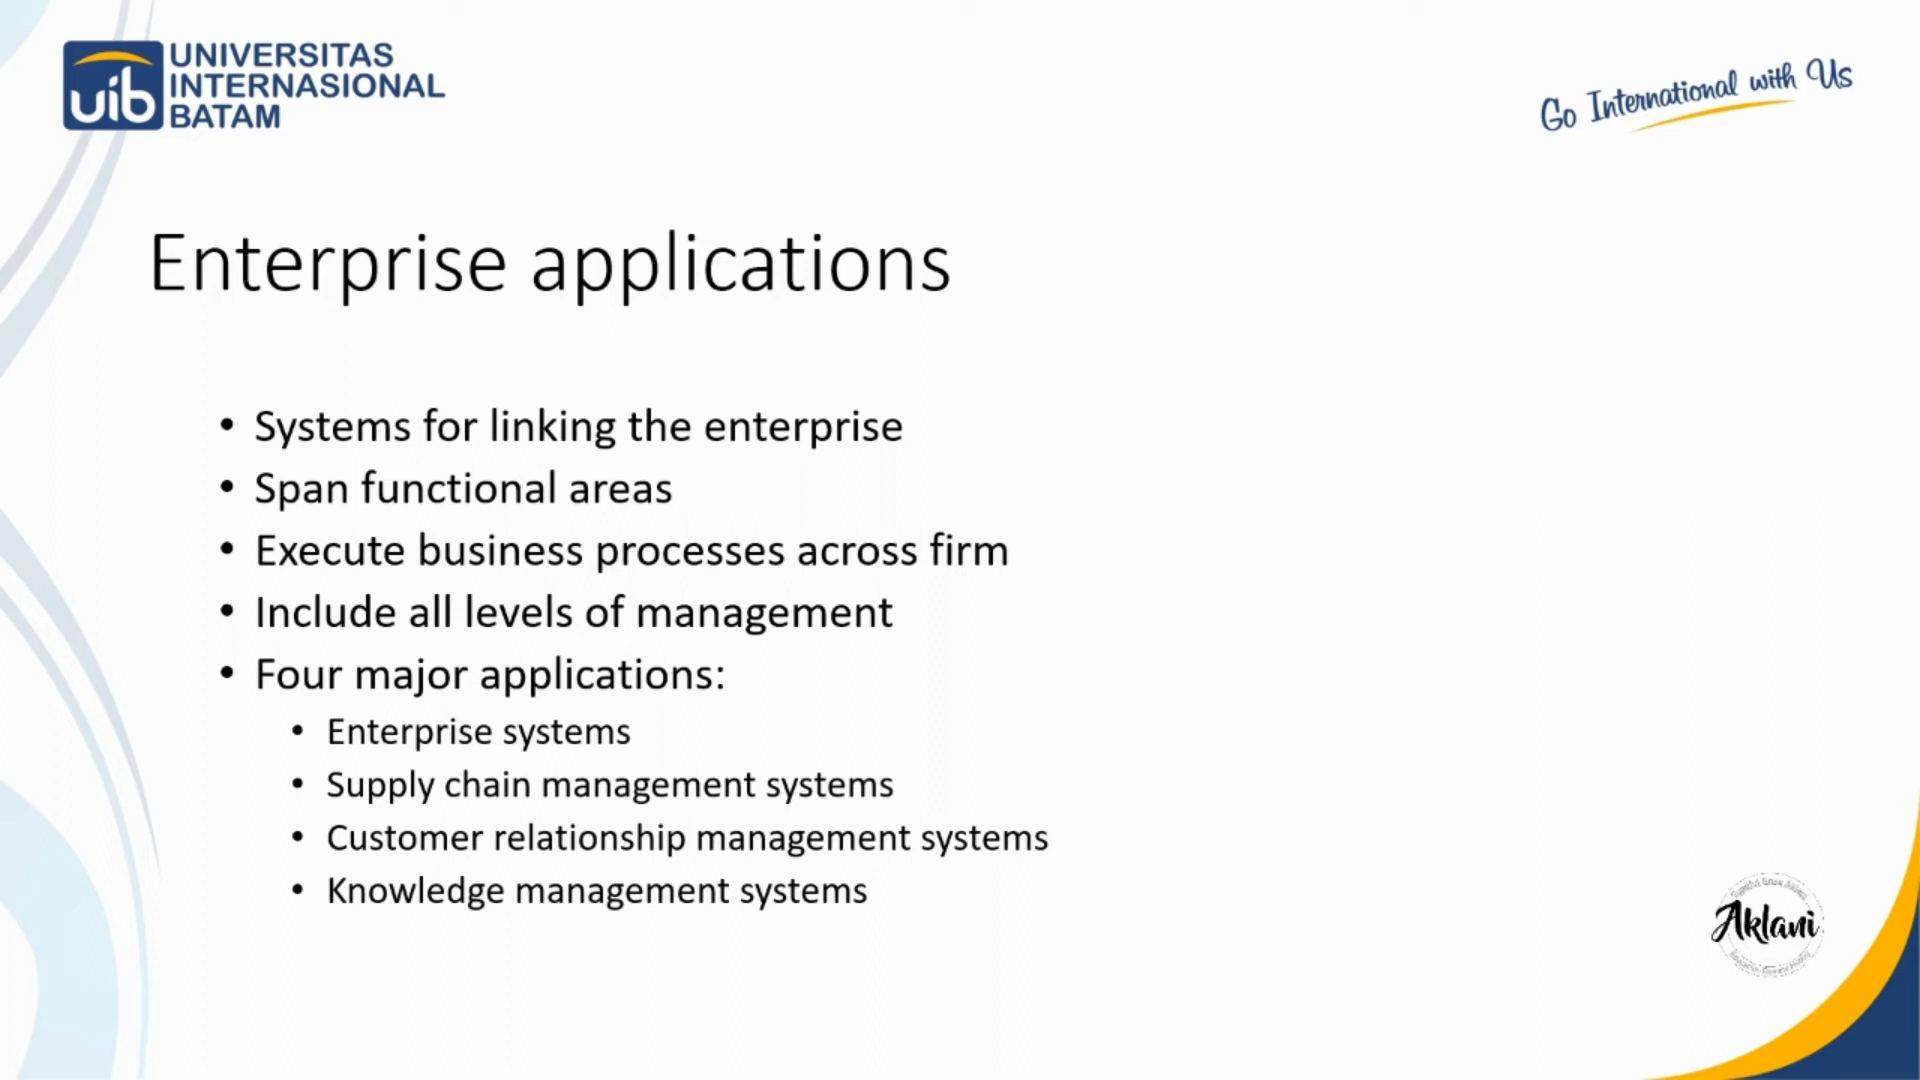 UNIVERSITAS
INTERNASIONAL
BATAM
uib
Go International with Us
Enterprise applications
• Systems for linking the enterprise
• Span functional areas
• Execute business processes across firm
• Include all levels of management
• Four major applications:
• Enterprise systems
• Supply chain management systems
• Customer relationship management systems
• Knowledge management systems
Aklani